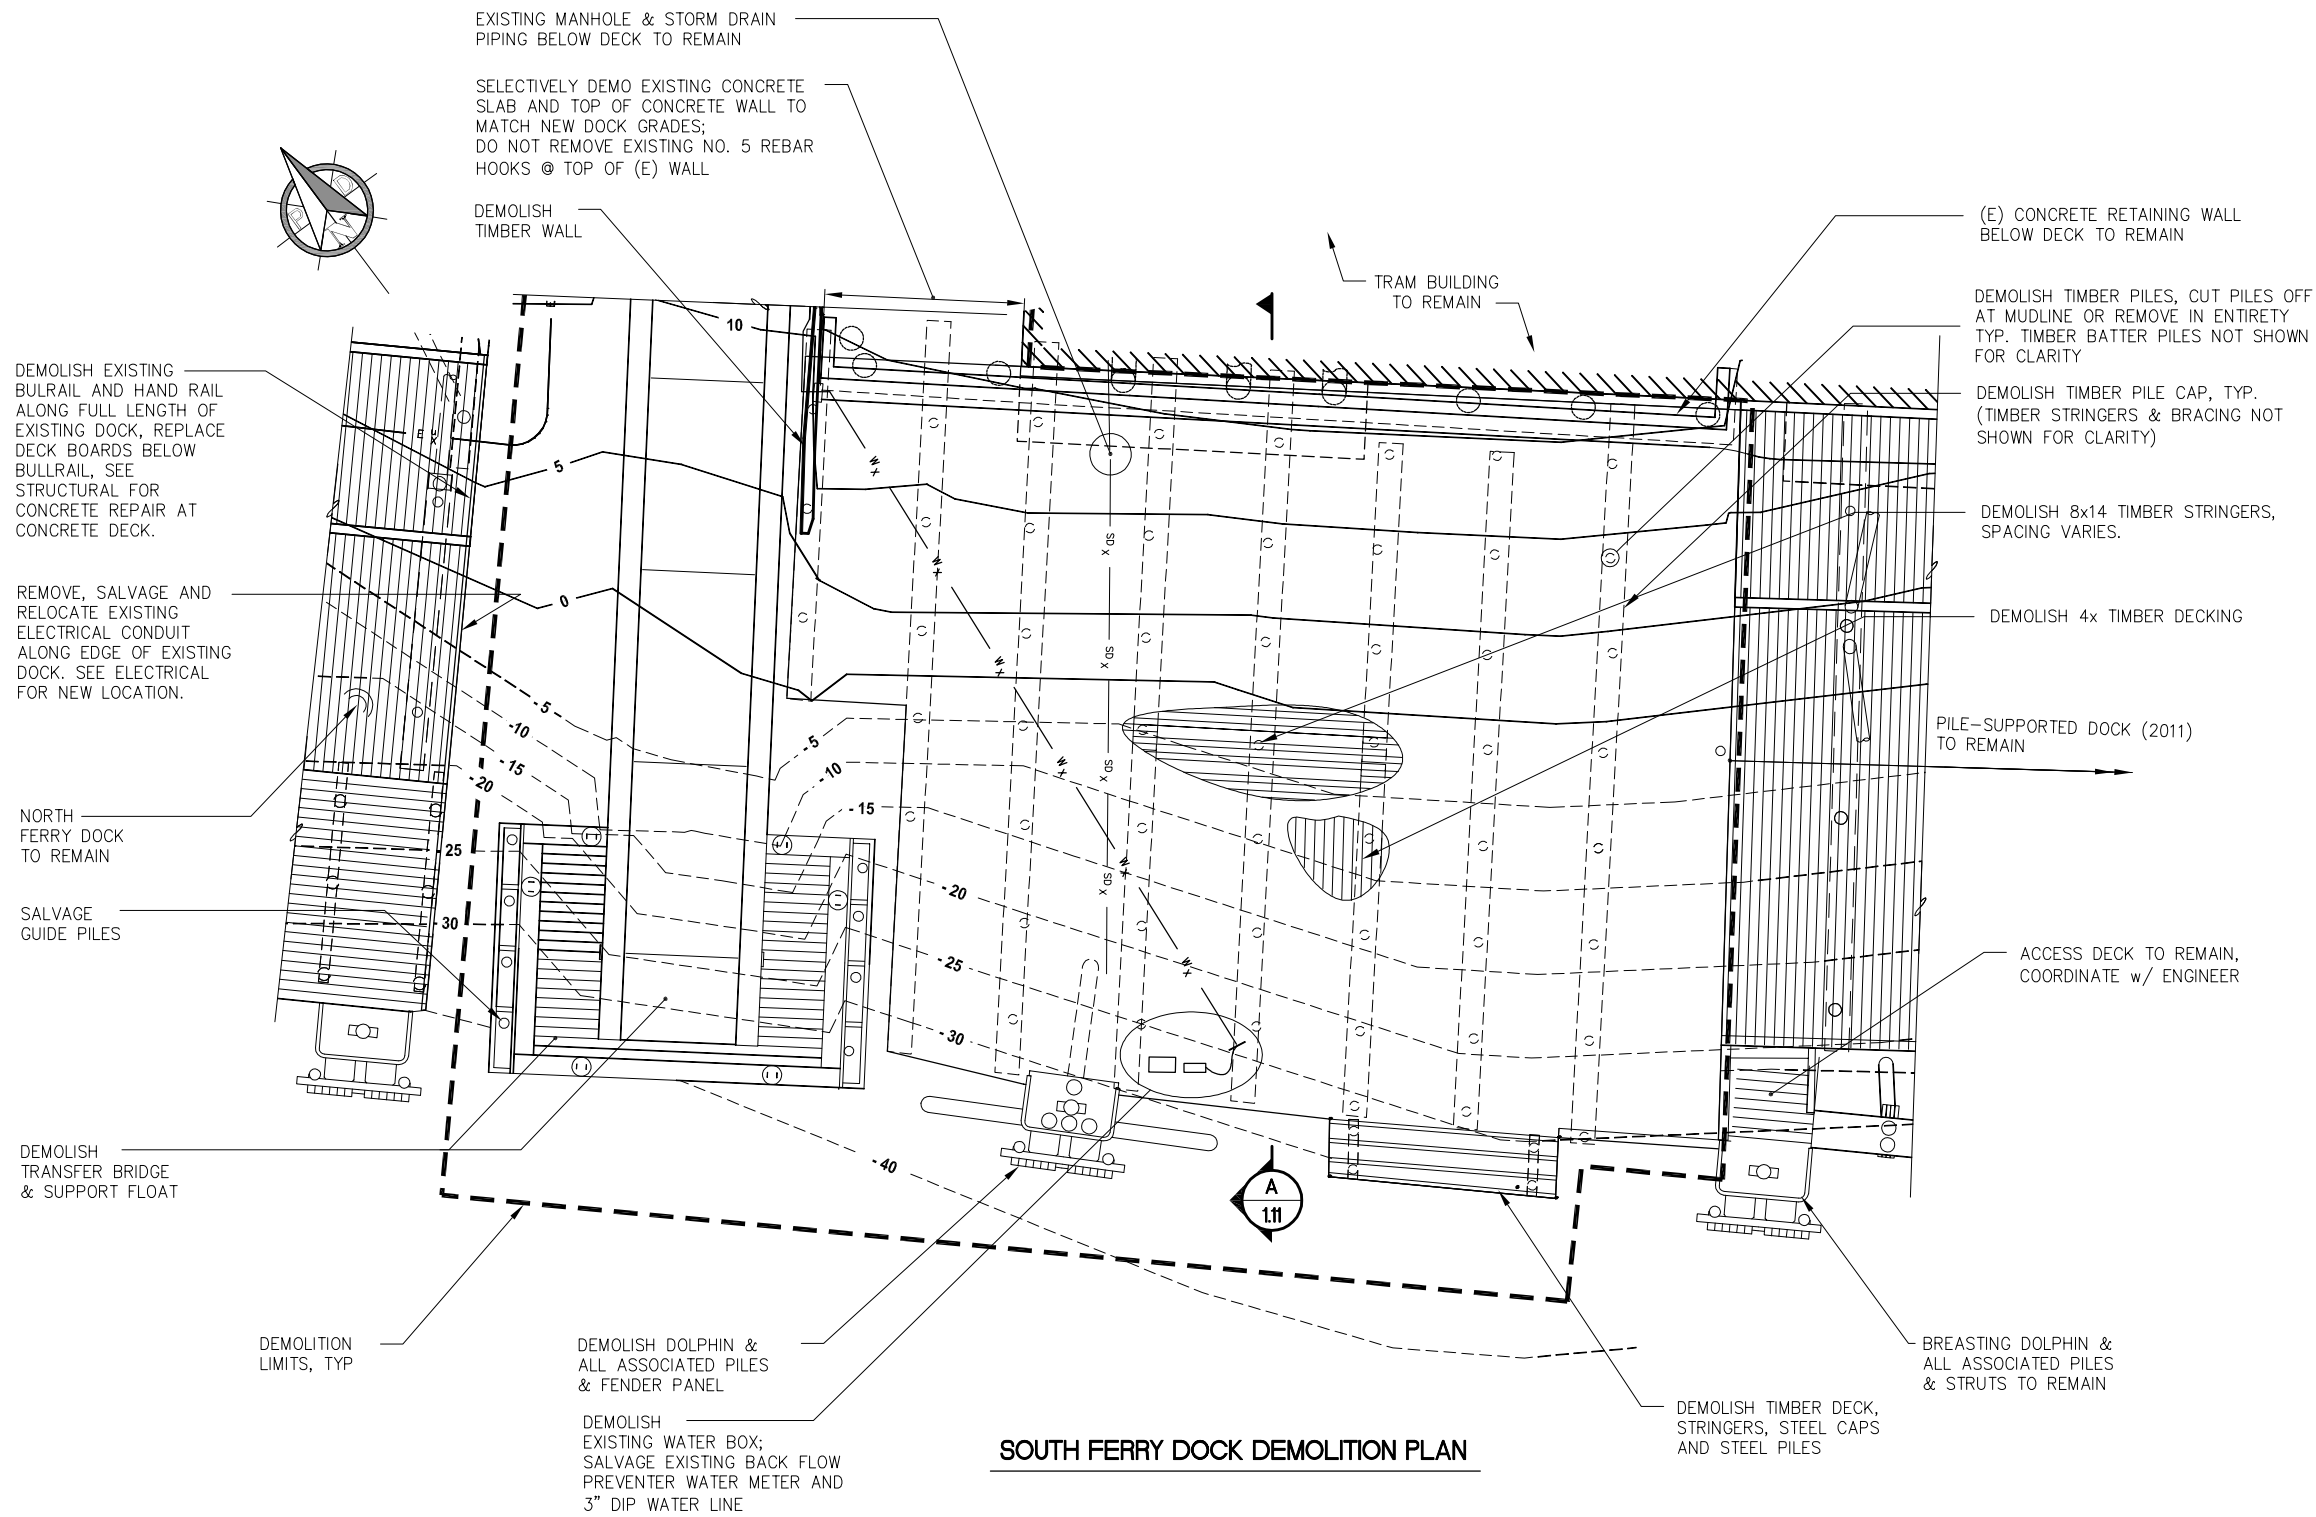 EXISTING MANHOLE & STORM DRAIN
PIPING BELOW DECK TO REMAIN
SELECTIVELY DEMO EXISTING CONCRETE
SLAB AND TOP OF CONCRETE WALL TO
MATCH NEW DOCK GRADES;
DO NOT REMOVE EXISTING NO. 5 REBAR
HOOKS @ TOP OF (E) WALL
DEMOLISH
TIMBER WALL
(E) CONCRETE RETAINING WALL
BELOW DECK TO REMAIN
TRAM BUILDING
TO REMAIN
DEMOLISH TIMBER PILES, CUT PILES OFF
AT MUDLINE OR REMOVE IN ENTIRETY
TYP. TIMBER BATTER PILES NOT SHOWN
FOR CLARITY
DEMOLISH TIMBER PILE CAP, TYP.
(TIMBER STRINGERS & BRACING NOT
SHOWN FOR CLARITY)
DEMOLISH 8x14 TIMBER STRINGERS,
SPACING VARIES.
DEMOLISH 4x TIMBER DECKING
PILE-SUPPORTED DOCK (2011)
TO REMAIN
ACCESS DECK TO REMAIN,
COORDINATE w/ ENGINEER
DEMOLISH EXISTING
BULRAIL AND HAND RAIL
ALONG FULL LENGTH OF
EXISTING DOCK, REPLACE
DECK BOARDS BELOW
BULLRAIL, SEE
STRUCTURAL FOR
CONCRETE REPAIR AT
CONCRETE DECK.
REMOVE, SALVAGE AND
RELOCATE EXISTING
ELECTRICAL CONDUIT
ALONG EDGE OF EXISTING
DOCK. SEE ELECTRICAL
FOR NEW LOCATION.
NORTH
FERRY DOCK
TO REMAIN
SALVAGE
GUIDE PILES
DEMOLISH
TRANSFER BRIDGE
& SUPPORT FLOAT
10
5
0
-5
-10
-15
-20
-25
-30
-5
-10
-15
-20
-25
-30
-40
E
E
X
W X
W X
W X
W X
W X
W X
SD X
SD X
SD X
SD X
A
1.11
DEMOLITION
LIMITS, TYP
DEMOLISH DOLPHIN &
ALL ASSOCIATED PILES
& FENDER PANEL
DEMOLISH
EXISTING WATER BOX;
SALVAGE EXISTING BACK FLOW
PREVENTER WATER METER AND
3" DIP WATER LINE
BREASTING DOLPHIN &
ALL ASSOCIATED PILES
& STRUTS TO REMAIN
DEMOLISH TIMBER DECK,
STRINGERS, STEEL CAPS
AND STEEL PILES
SOUTH FERRY DOCK DEMOLITION PLAN